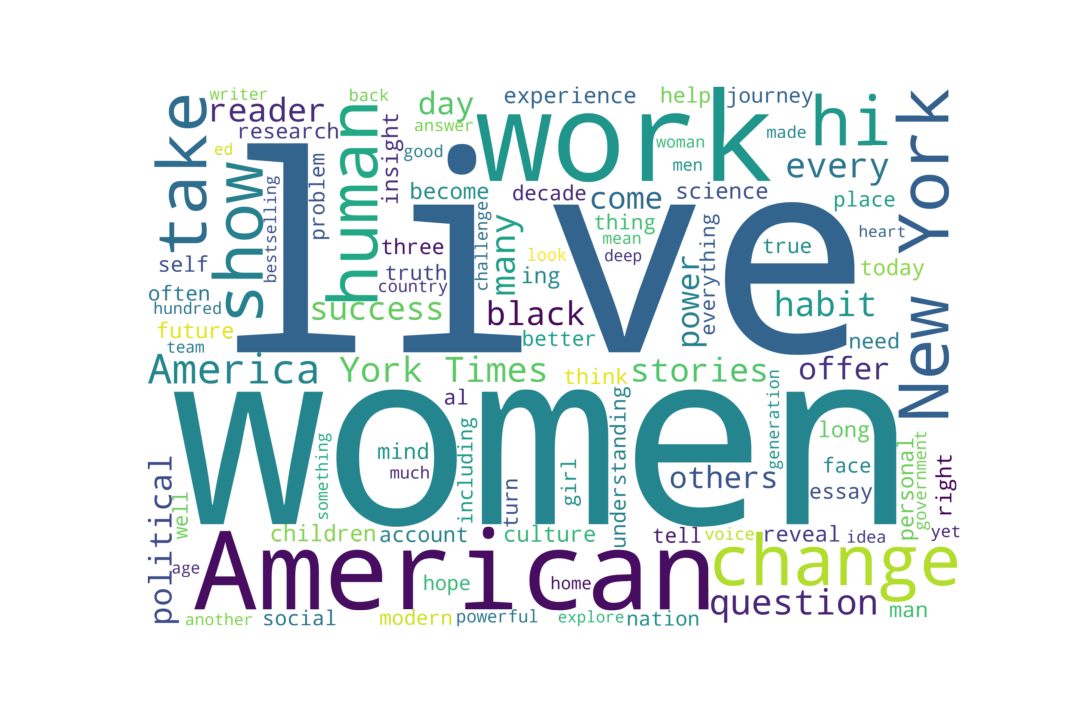 writer
back
experience
help
journey
take
reader
day
work
hi
New York
research
answer
woman
made
ed
insight
good
men
every
show
live
human
problem
bestselling
become
decade
come
science
place
three
challenge
many
thing
mean
everything
true
heart
self
truth
look
deep
ing
power
today
often
country
hundred
success
black
habit
future
better
need
team
America
York Times
think
stories
offer
women
al
generation
long
mind
much
something
including
girl
understanding
others
face
essay
personal
government
right
political
well
turn
children
account
culture
tell
voice
reveal
idea
yet
age
American
hope
home
change
question
man
another
social
modern
powerful
explore
nation